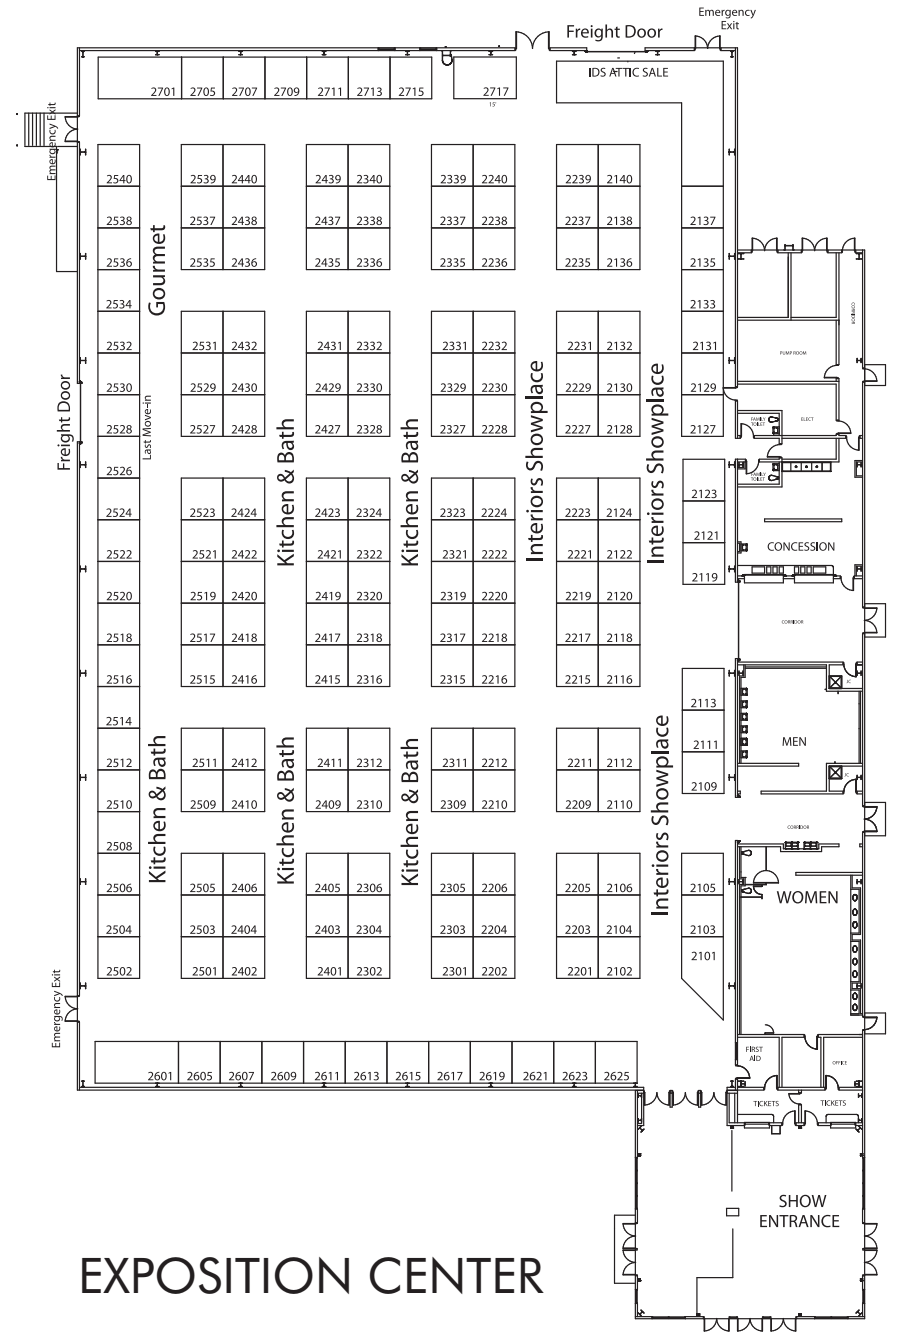 Emergency
Exit
Freight Door
IDS ATTIC SALE
2701 2705 2707 2709 2711 2713 2715 2717
15'
Emergency Exit
2540 2539 2440 2439 2340 2339 2240 2239 2140
2538 2537 2438 2437 2338 2337 2238 2237 2138 2137
2536 2535 2436 2435 2336 2335 2236 2235 2136 2135
Gourmet
2534 2133
CORRIDOR
2532 2531 2432 2431 2332 2331 2232 2231 2132 2131
PUMP ROOM
2530 2529 2430 2429 2330 2329 2230 2229 2130 2129
Freight Door
Last Move-in
2528 2527 2428 2427 2328 2327 2228 2227 2128 2127
FAMILY
TOILET
ELECT
Kitchen & Bath
Kitchen & Bath
Interiors Showplace
Interiors Showplace
2526
FAMILY
TOILET
2123
2524 2523 2424 2423 2324 2323 2224 2223 2124
2121
CONCESSION
2522 2521 2422 2421 2322 2321 2222 2221 2122
2119
2520 2519 2420 2419 2320 2319 2220 2219 2120
CORRIDOR
2518 2517 2418 2417 2318 2317 2218 2217 2118
2516 2515 2416 2415 2316 2315 2216 2215 2116
JC
2113
2514
MEN
2111
2512 2511 2412 2411 2312 2311 2212 2211 2112
JC
2109
2510 2509 2410 2409 2310 2309 2210 2209 2110
Kitchen & Bath
Kitchen & Bath
Kitchen & Bath
Interiors Showplace
CORRIDOR
2508
2506 2505 2406 2405 2306 2305 2206 2205 2106 2105
WOMEN
2504 2503 2404 2403 2304 2303 2204 2203 2104 2103
2101
2502 2501 2402 2401 2302 2301 2202 2201 2102
Emergency Exit
FIRST
AID
OFFICE
2601 2605 2607 2609 2611 2613 2615 2617 2619 2621 2623 2625
TICKETS
TICKETS
SHOW
ENTRANCE
EXPOSITION CENTER